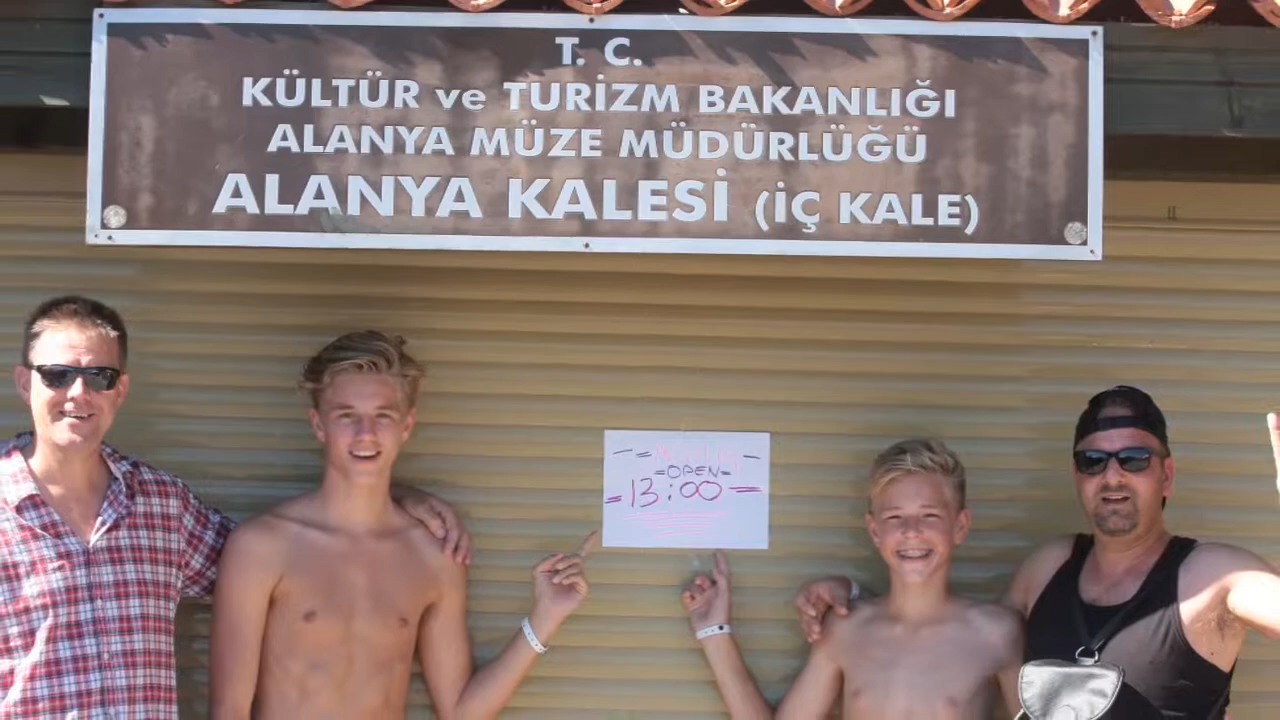 T. C.
KÜLTÜR ve TURİZM BAKANLIĞI
ALANYA MÜZE MÜDÜRLÜĞÜ
ALANYA KALESİ (İÇ KALE)
=OPEN=
=13:00=